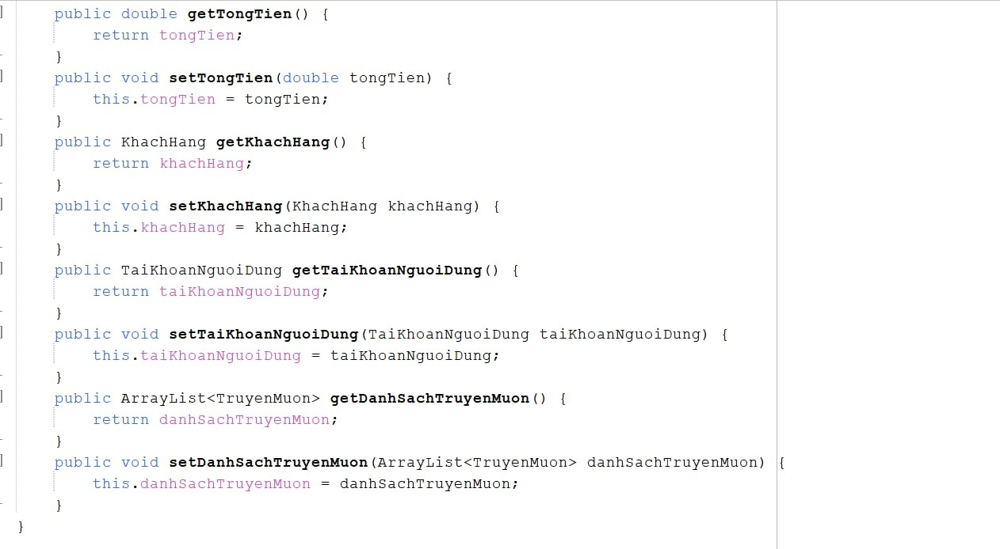 public double getTongTien() {
return tongTien;
}
public void setTongTien(double tongTien) {
this.tongTien = tongTien;
}
public KhachHang getKhachHang() {
return khachHang;
}
public void setKhachHang(KhachHang khachHang) {
this.khachHang = khachHang;
}
public TaiKhoanNguoiDung getTaiKhoanNguoiDung() {
return taiKhoanNguoiDung;
}
public void setTaiKhoanNguoiDung(TaiKhoanNguoiDung taiKhoanNguoiDung) {
this.taiKhoanNguoiDung = taiKhoanNguoiDung;
}
public ArrayList<TruyenMuon> getDanhSachTruyenMuon() {
return danhSachTruyenMuon;
}
public void setDanhSachTruyenMuon(ArrayList<TruyenMuon> danhSachTruyenMuon) {
this.danhSachTruyenMuon = danhSachTruyenMuon;
}
}